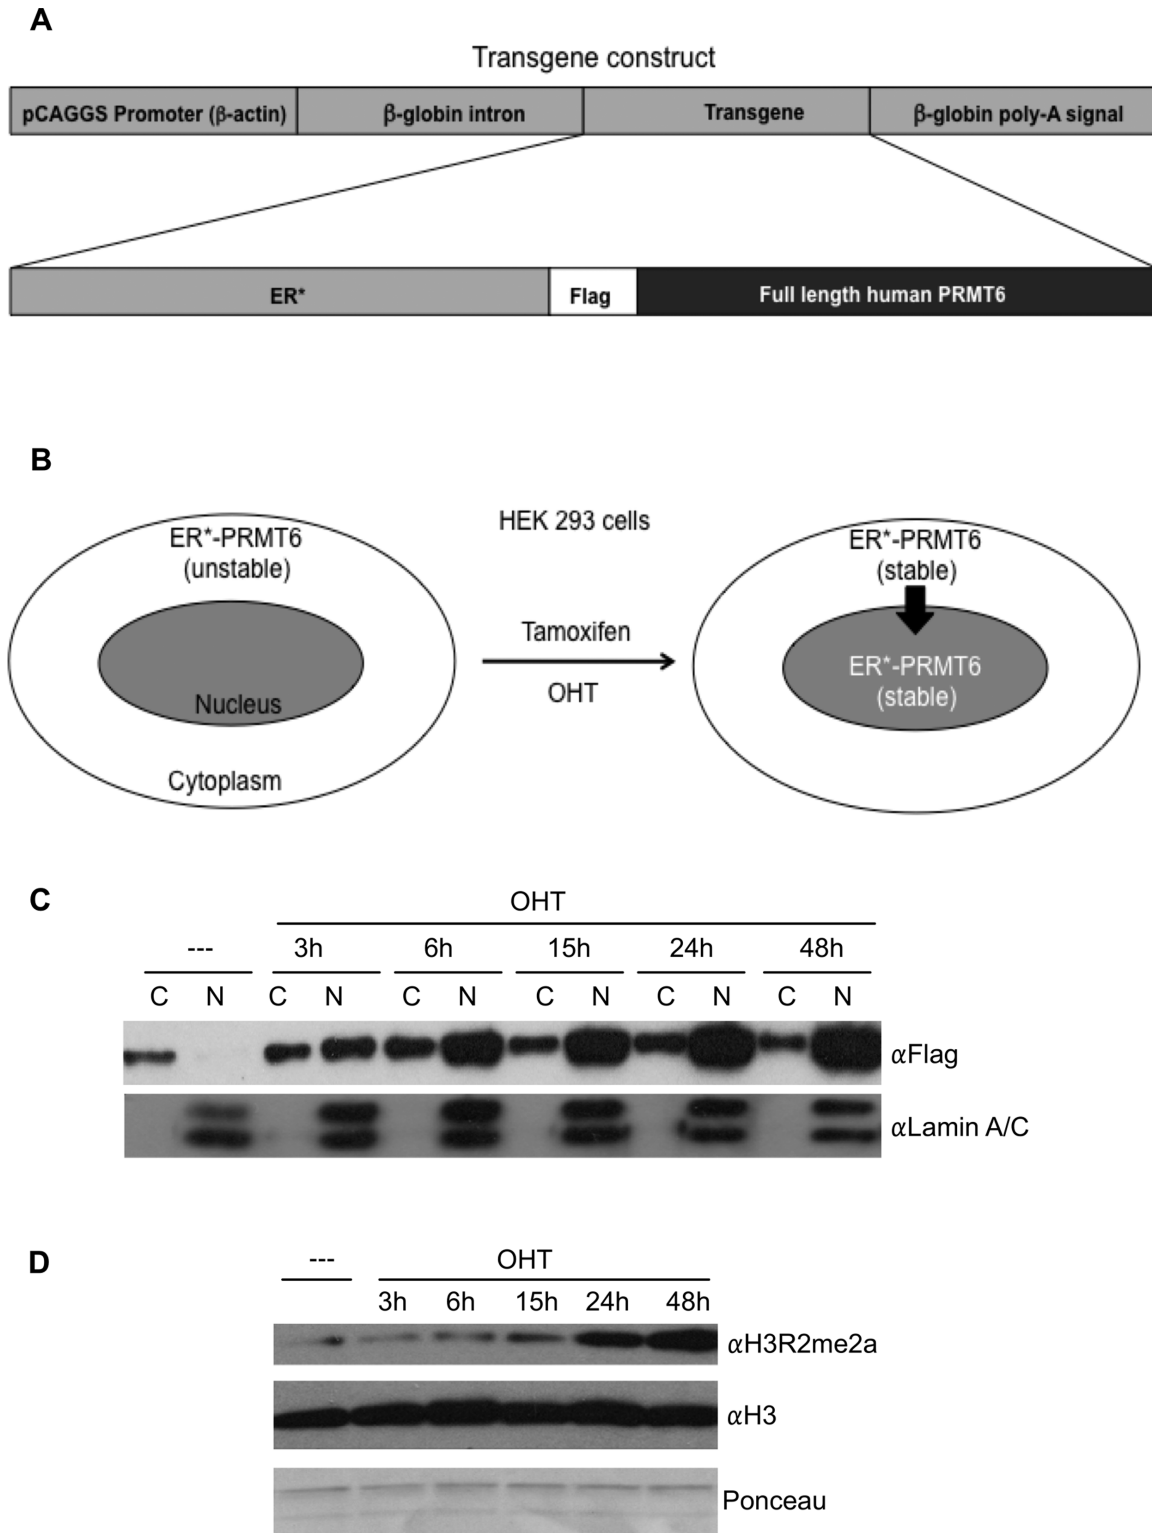 A
Transgene construct
pCAGGS Promoter (β-actin) β-globin intron Transgene β-globin poly-A signal
ER* Flag Full length human PRMT6
B
HEK 293 cells
ER*-PRMT6
(unstable)
Nucleus
Cytoplasm
Tamoxifen
OHT
ER*-PRMT6
(stable)
ER*-PRMT6
(stable)
C
OHT
--- 3h 6h 15h 24h 48h
C N C N C N C N C N C N
αFlag
αLamin A/C
D
--- OHT
3h 6h 15h 24h 48h
αH3R2me2a
αH3
Ponceau